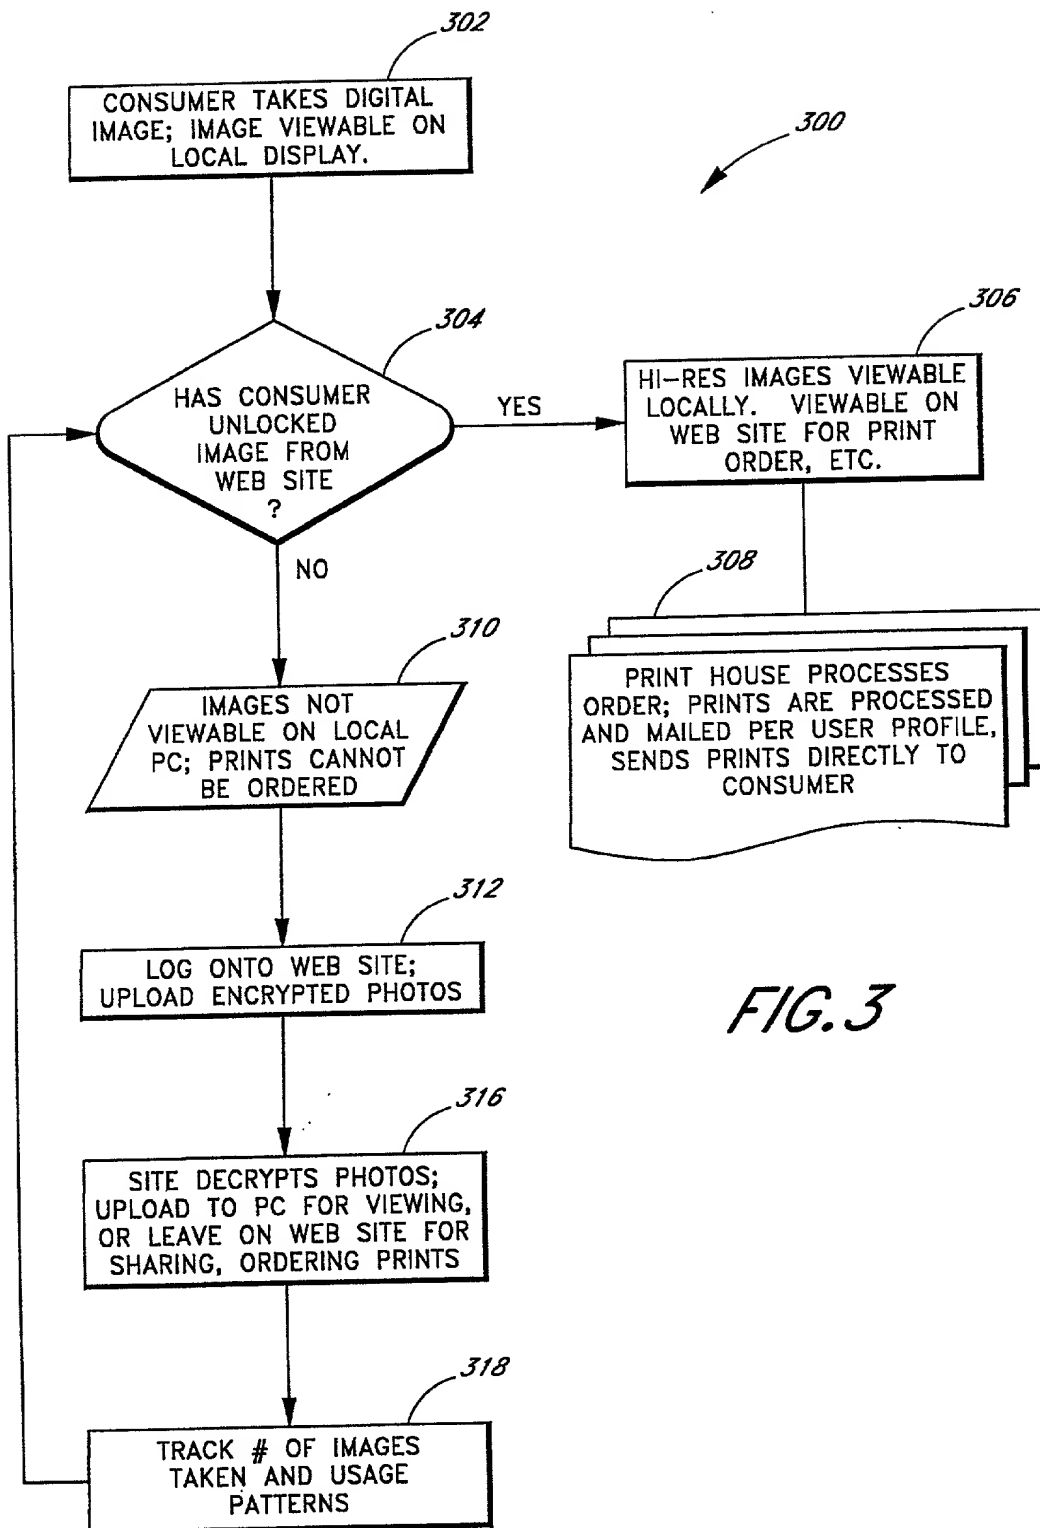 302
CONSUMER TAKES DIGITAL
IMAGE; IMAGE VIEWABLE ON
LOCAL DISPLAY.
300
304
HAS CONSUMER
UNLOCKED
IMAGE FROM
WEB SITE
?
YES
306
HI-RES IMAGES VIEWABLE
LOCALLY. VIEWABLE ON
WEB SITE FOR PRINT
ORDER, ETC.
NO
308
PRINT HOUSE PROCESSES
ORDER; PRINTS ARE PROCESSED
AND MAILED PER USER PROFILE,
SENDS PRINTS DIRECTLY TO
CONSUMER
310
IMAGES NOT
VIEWABLE ON LOCAL
PC; PRINTS CANNOT
BE ORDERED
312
LOG ONTO WEB SITE;
UPLOAD ENCRYPTED PHOTOS
FIG. 3
316
SITE DECRYPTS PHOTOS;
UPLOAD TO PC FOR VIEWING,
OR LEAVE ON WEB SITE FOR
SHARING, ORDERING PRINTS
318
TRACK # OF IMAGES
TAKEN AND USAGE
PATTERNS